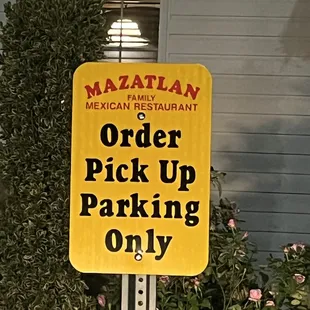 MAZATLAN
FAMILY
MEXICAN RESTAURANT
Order
Pick Up
Parking
Only